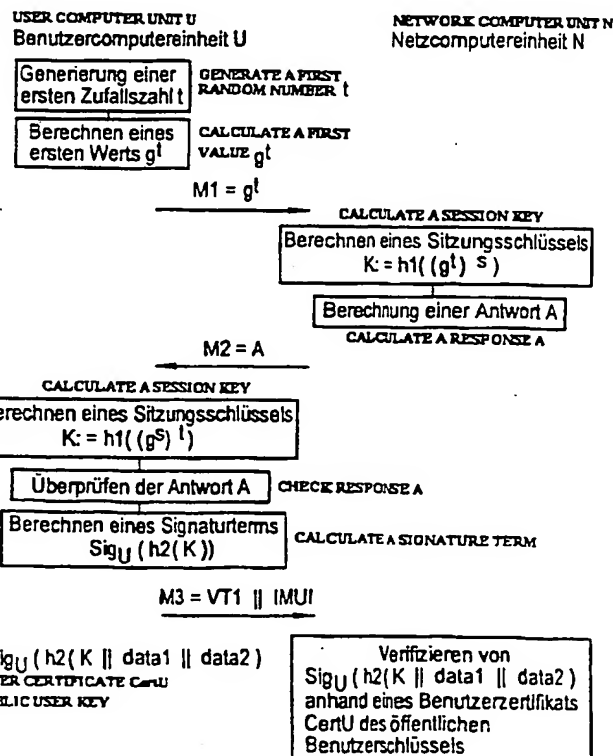 USER COMPUTER UNIT U
Benutzercomputereinheit U
NETWORK COMPUTER UNIT N
Netzcomputereinheit N
Generierung einer
ersten Zufallszahl t
GENERATE A FIRST
RANDOM NUMBER t
Berechnen eines
ersten Werts g^t
CALCULATE A FIRST
VALUE g^t
M1 = g^t
CALCULATE A SESSION KEY
Berechnen eines Sitzungsschlüssels
K: = h1( (g^t) ^s )
Berechnung einer Antwort A
CALCULATE A RESPONSE A
M2 = A
CALCULATE A SESSION KEY
erechnen eines Sitzungsschlüssels
K: = h1( (g^s) ^t )
Überprüfen der Antwort A
CHECK RESPONSE A
Berechnen eines Signaturterms
Sig_U ( h2( K ))
CALCULATE A SIGNATURE TERM
M3 = VT1 || IMUI
ig_U ( h2( K || data1 || data2 )
ER CERTIFICATE CertU
BLIC USER KEY
Verifizieren von
Sig_U ( h2( K || data1 || data2 )
anhand eines Benutzerzertifikats
CertU des öffentlichen
Benutzerschlüssels